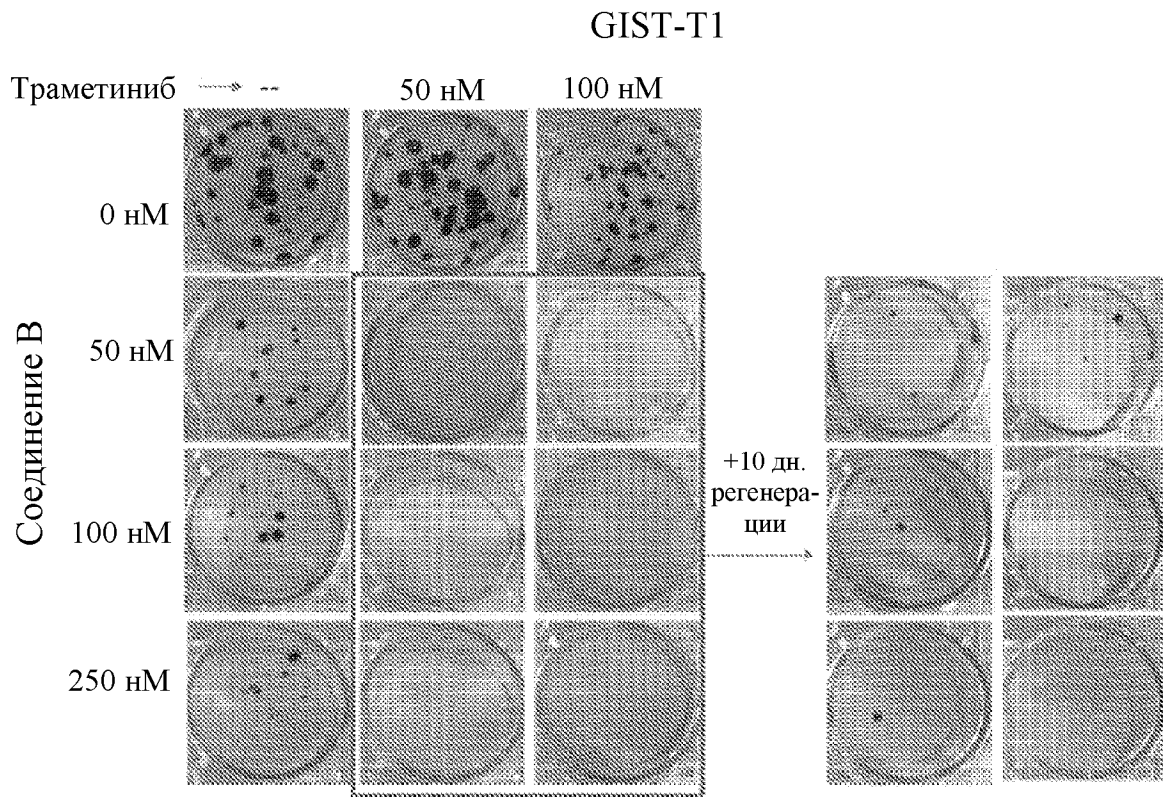 GIST-T1
Траметиниб --
50 нМ
100 нМ
0 нМ
Соединение В
50 нМ
100 нМ
250 нМ
+10 дн.
регенера-
ции